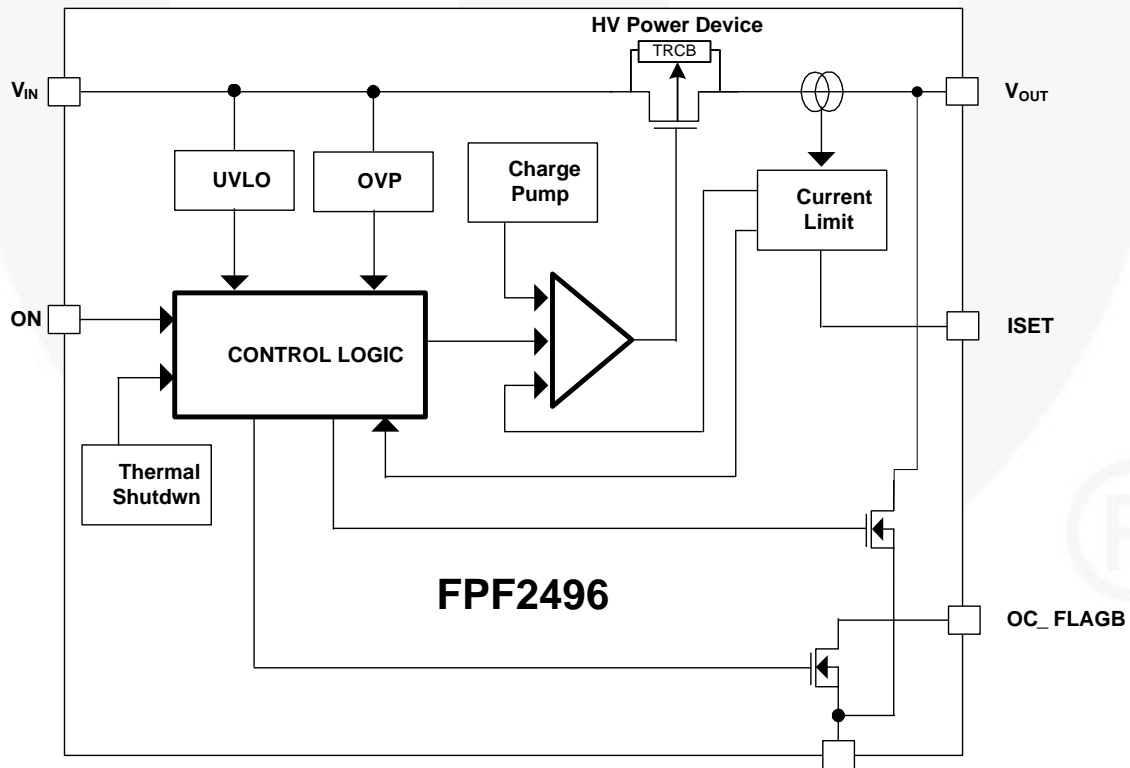 HV Power Device
TRCB
VIN
VOUT
UVLO
OVP
Charge
Pump
Current
Limit
ON
ISET
CONTROL LOGIC
Thermal
Shutdwn
FPF2496
OC_ FLAGB